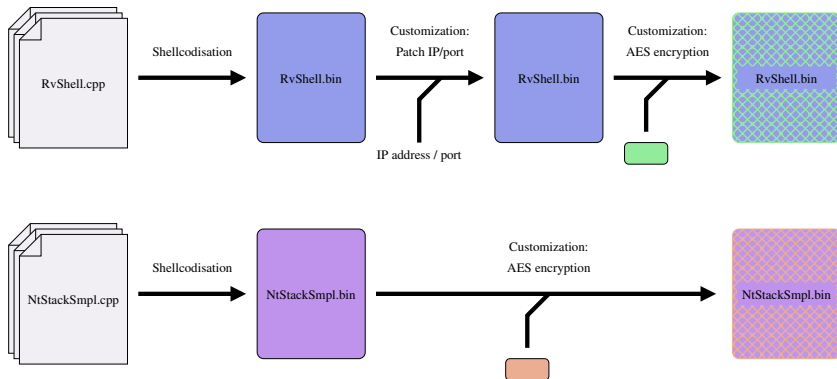 Customization:
Customization:
Shellcodisation
Patch IP/port
AES encryption
RvShell.cpp
RvShell.bin
RvShell.bin
RvShell.bin
IP address / port
Customization:
Shellcodisation
AES encryption
NtStackSmpl.cpp
NtStackSmpl.bin
NtStackSmpl.bin